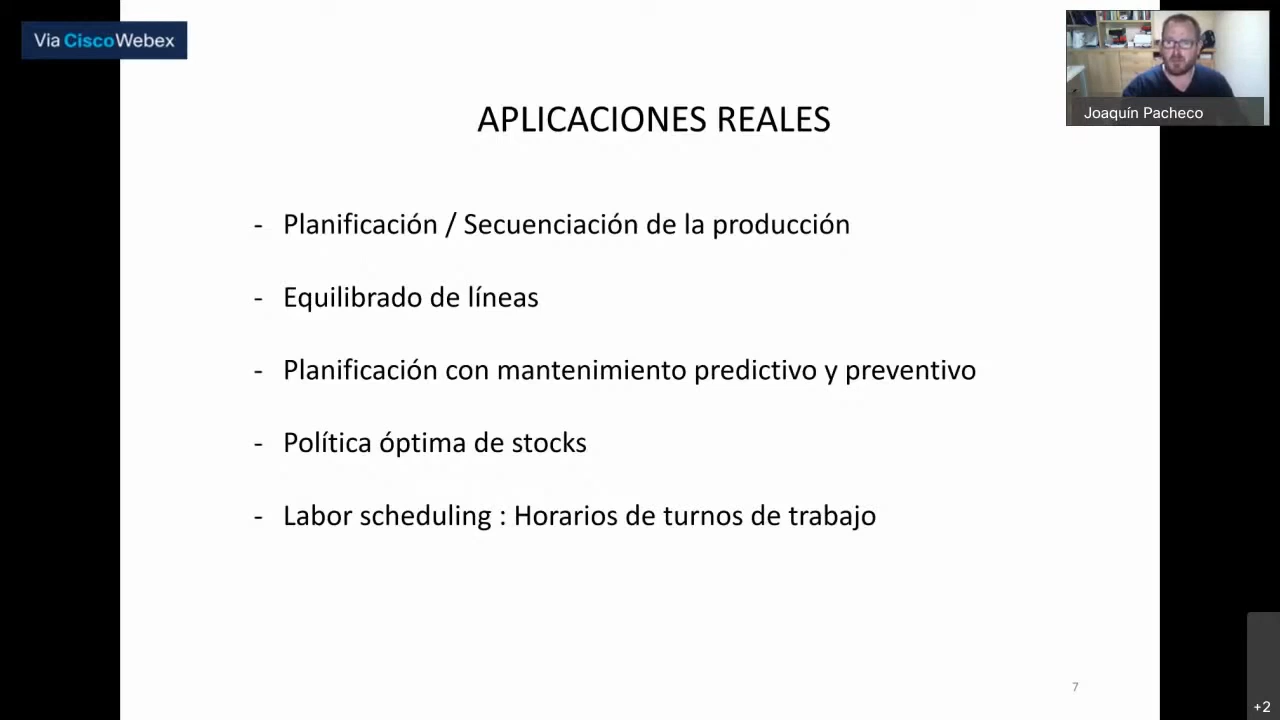 Via CiscoWebex
Joaquín Pacheco
APLICACIONES REALES
- Planificación / Secuenciación de la producción
- Equilibrado de líneas
- Planificación con mantenimiento predictivo y preventivo
- Política óptima de stocks
- Labor scheduling : Horarios de turnos de trabajo
7
+2